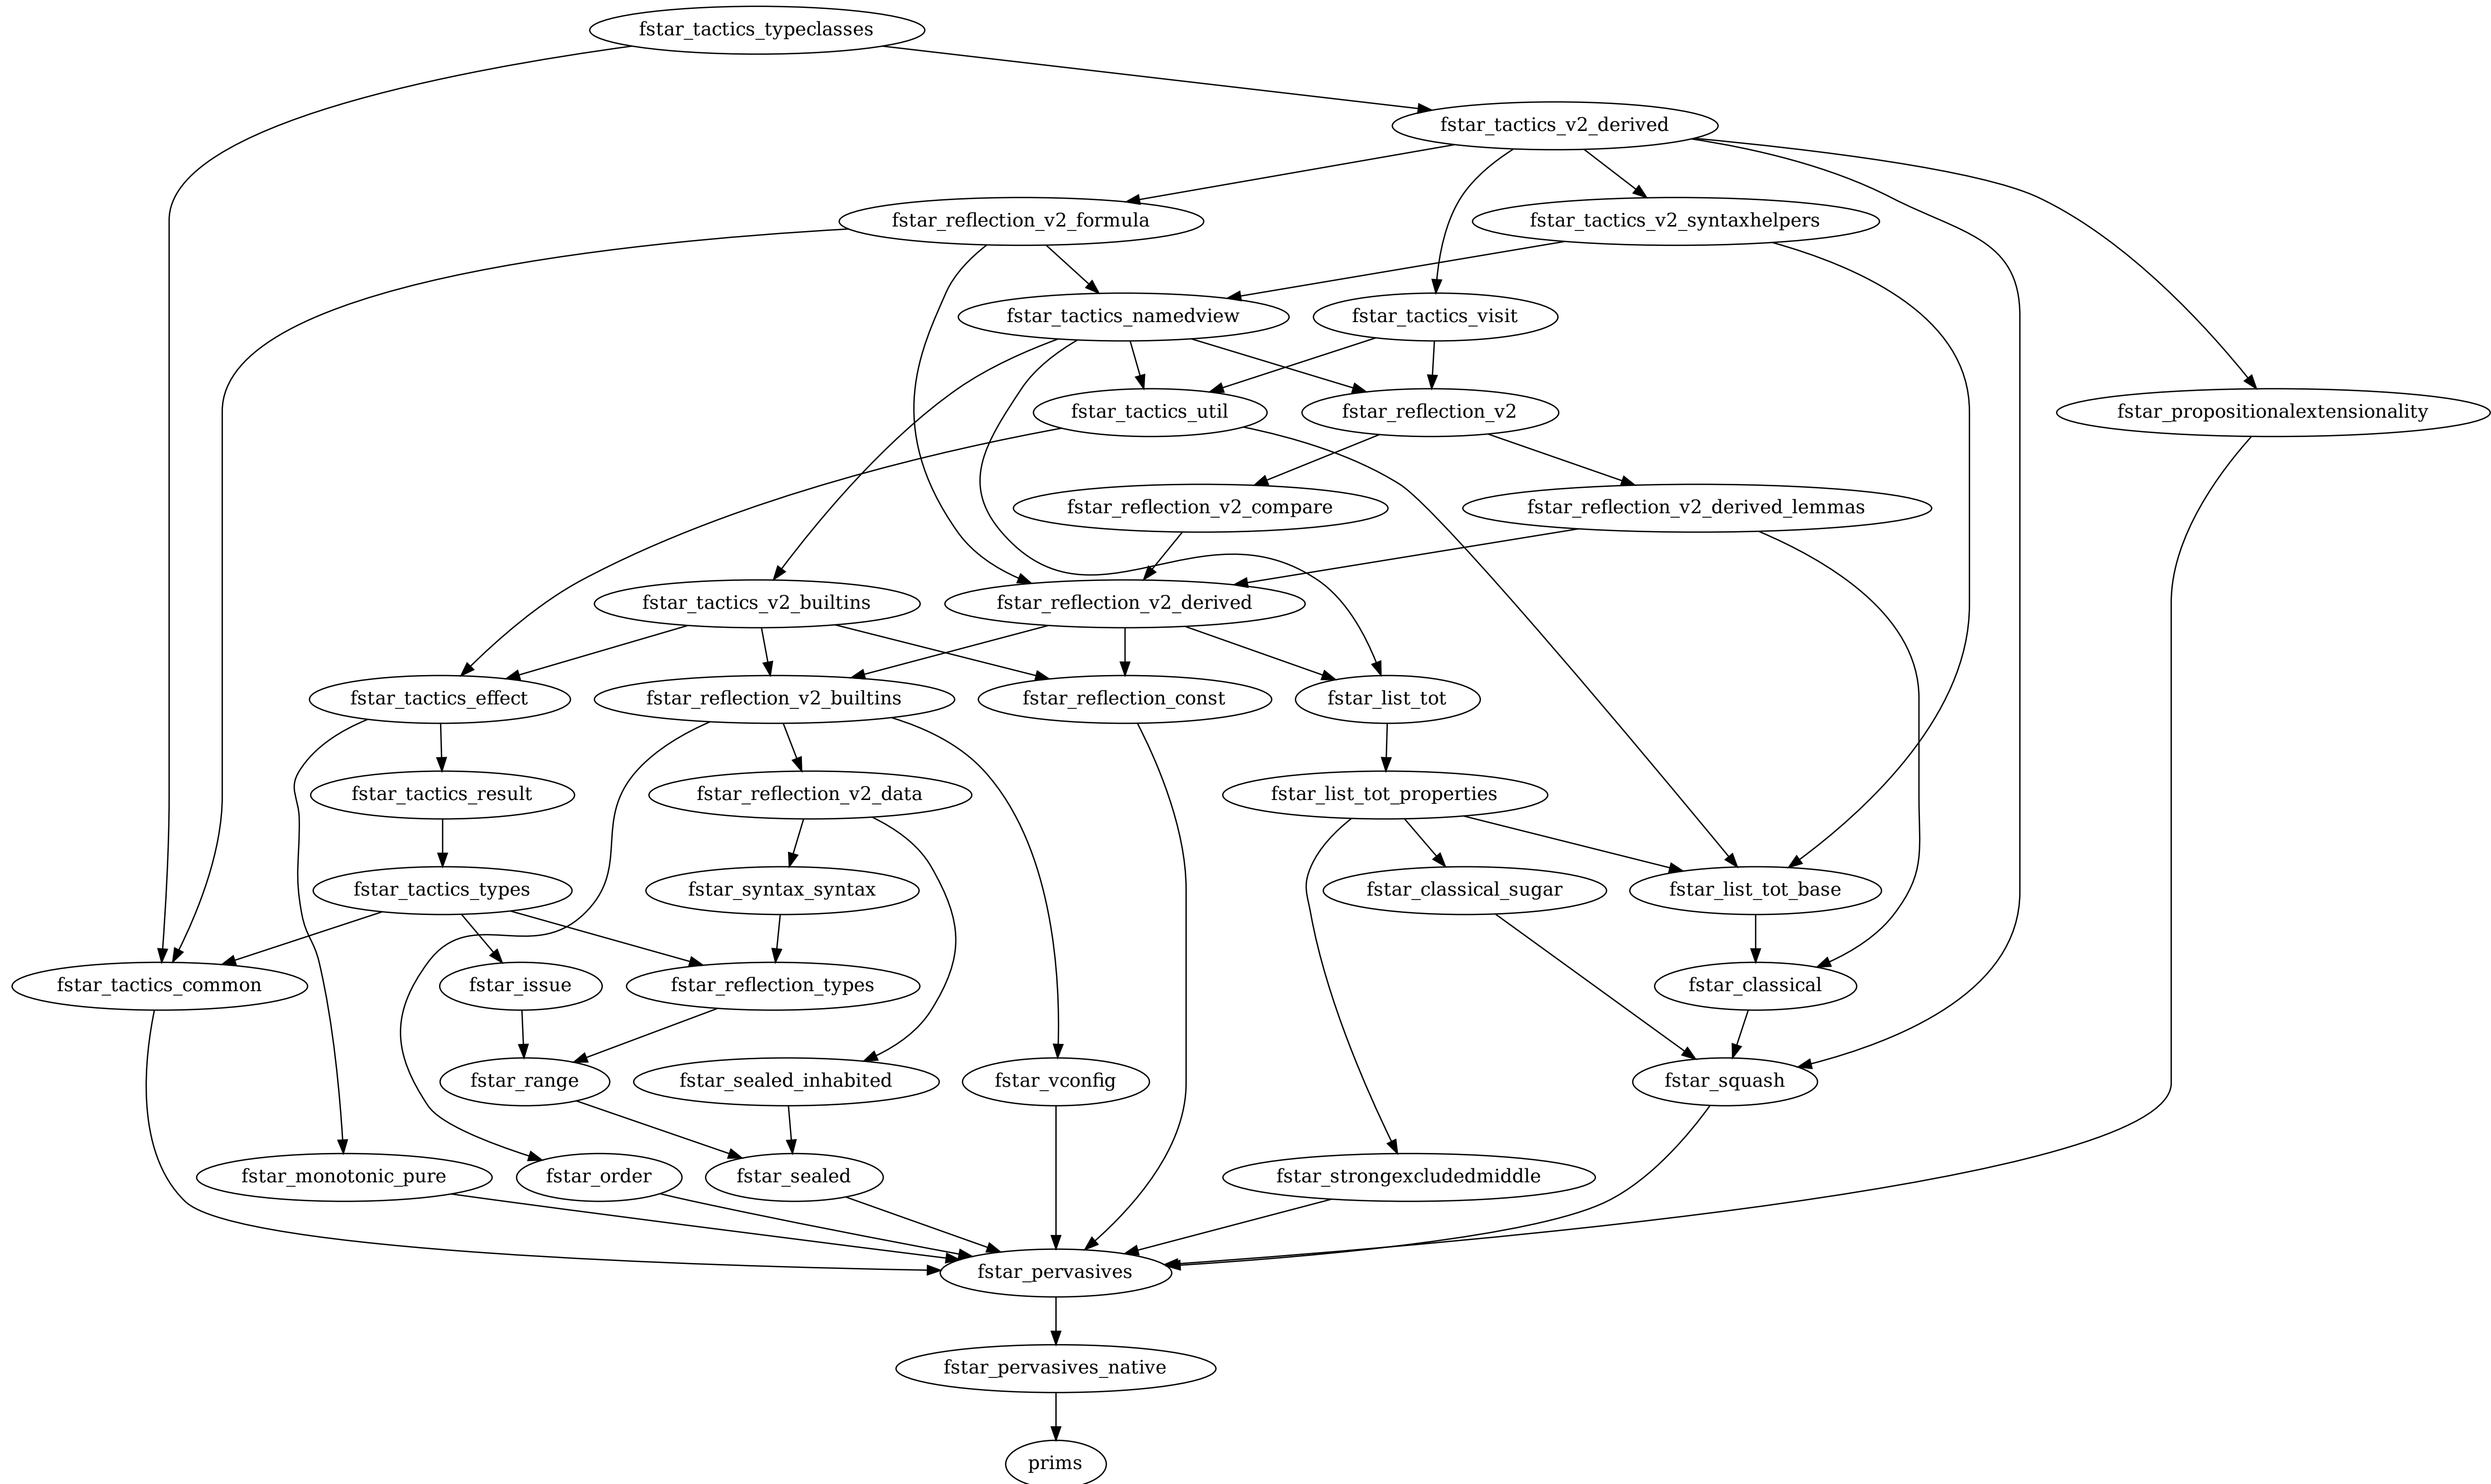 fstar_tactics_typeclasses
fstar_tactics_v2_derived
fstar_reflection_v2_formula
fstar_tactics_v2_syntaxhelpers
fstar_tactics_namedview
fstar_tactics_visit
fstar_tactics_util
fstar_reflection_v2
fstar_propositionalextensionality
fstar_reflection_v2_compare
fstar_reflection_v2_derived_lemmas
fstar_tactics_v2_builtins
fstar_reflection_v2_derived
fstar_tactics_effect
fstar_reflection_v2_builtins
fstar_reflection_const
fstar_list_tot
fstar_tactics_result
fstar_reflection_v2_data
fstar_list_tot_properties
fstar_tactics_types
fstar_syntax_syntax
fstar_classical_sugar
fstar_list_tot_base
fstar_tactics_common
fstar_issue
fstar_reflection_types
fstar_classical
fstar_range
fstar_sealed_inhabited
fstar_vconfig
fstar_squash
fstar_monotonic_pure
fstar_order
fstar_sealed
fstar_strongexcludedmiddle
fstar_pervasives
fstar_pervasives_native
prims